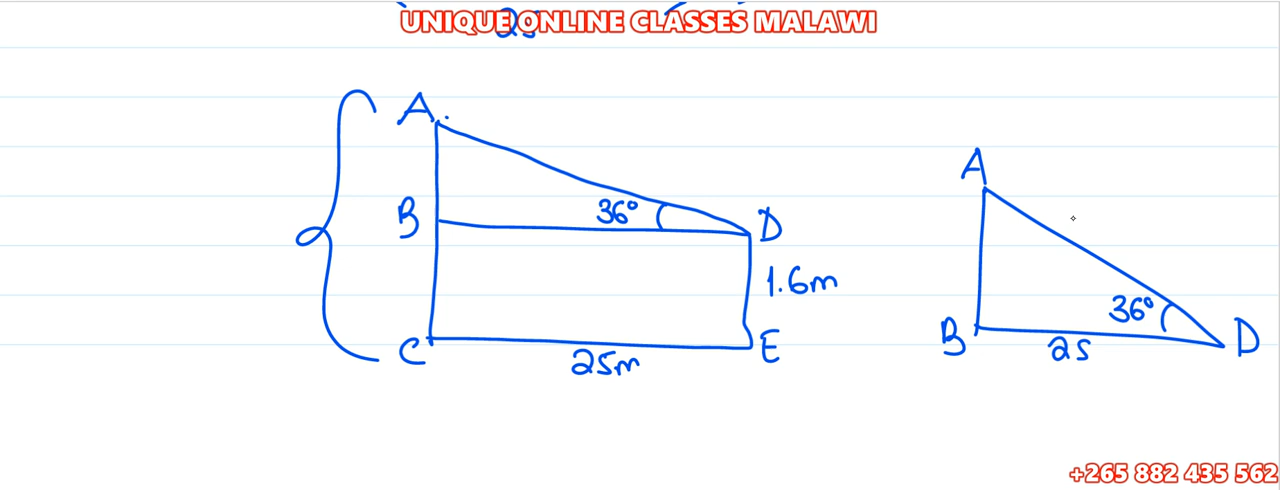 UNIQUE ONLINE CLASSES MALAWI
A
A
B
36°
D
1.6m
36°
C
25m
E
B
25
D
+265 882 435 562